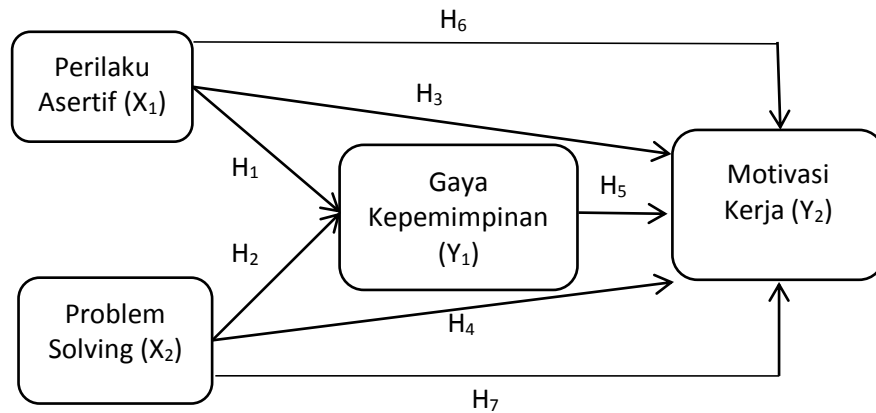 H₆
Perilaku
Asertif (X₁)
H₃
H₁
Gaya
Kepemimpinan
(Y₁)
H₅
Motivasi
Kerja (Y₂)
H₂
Problem
Solving (X₂)
H₄
H₇